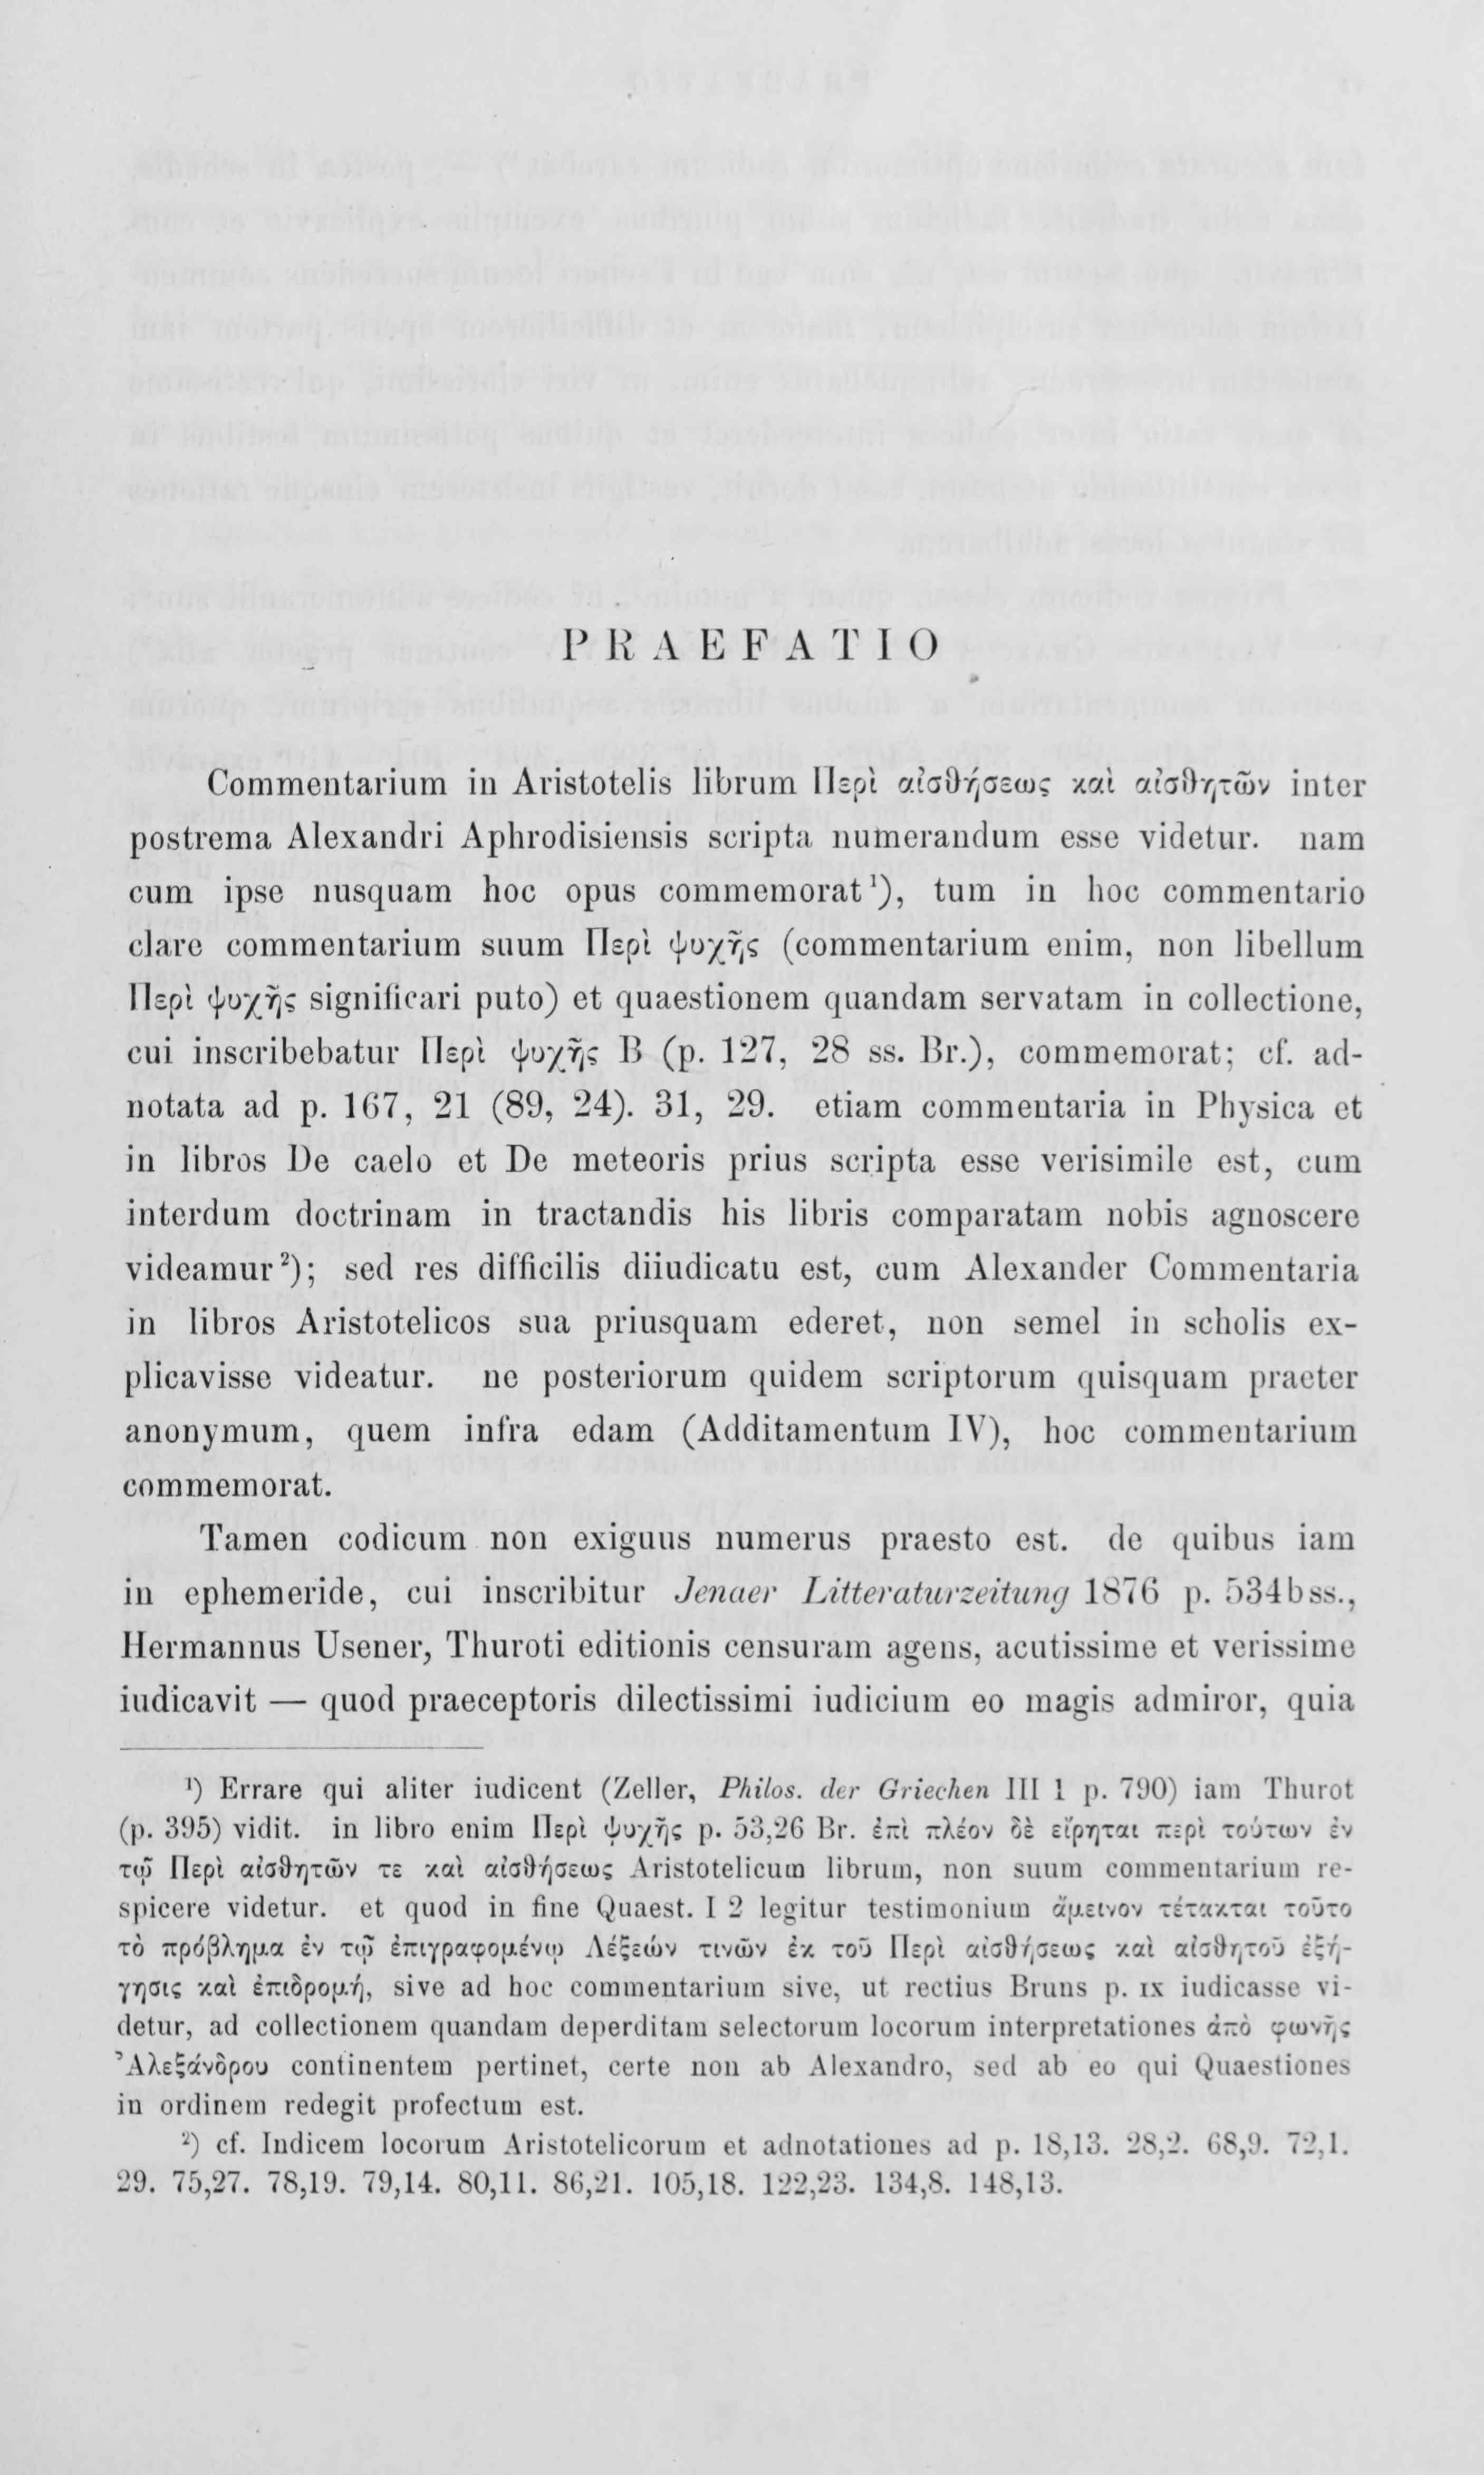 PRAEFATIO
Commentarium in Aristotelis librum Περὶ αἰσθήσεως καὶ αἰσθητῶν inter
postrema Alexandri Aphrodisiensis scripta numerandum esse videtur. nam
cum ipse nusquam hoc opus commemorat¹), tum in hoc commentario
clare commentarium suum Περὶ ψυχῆς (commentarium enim, non libellum
Περὶ ψυχῆς significari puto) et quaestionem quandam servatam in collectione,
cui inscribebatur Περὶ ψυχῆς B (p. 127, 28 ss. Br.), commemorat; cf. ad-
notata ad p. 167, 21 (89, 24). 31, 29. etiam commentaria in Physica et
in libros De caelo et De meteoris prius scripta esse verisimile est, cum
interdum doctrinam in tractandis his libris comparatam nobis agnoscere
videamur²); sed res difficilis diiudicatu est, cum Alexander Commentaria
in libros Aristotelicos sua priusquam ederet, non semel in scholis ex-
plicavisse videatur. ne posteriorum quidem scriptorum quisquam praeter
anonymum, quem infra edam (Additamentum IV), hoc commentarium
commemorat.
Tamen codicum non exiguus numerus praesto est. de quibus iam
in ephemeride, cui inscribitur Jenaer Litteraturzeitung 1876 p. 534b ss.,
Hermannus Usener, Thuroti editionis censuram agens, acutissime et verissime
iudicavit — quod praeceptoris dilectissimi iudicium eo magis admiror, quia
¹) Errare qui aliter iudicent (Zeller, Philos. der Griechen III 1 p. 790) iam Thurot
(p. 395) vidit. in libro enim Περὶ ψυχῆς p. 53,26 Br. ἐπὶ πλέον δὲ εἴρηται περὶ τούτων ἐν
τῷ Περὶ αἰσθητῶν τε καὶ αἰσθήσεως Aristotelicum librum, non suum commentarium re-
spicere videtur. et quod in fine Quaest. I 2 legitur testimonium ἄμεινον τέτακται τοῦτο
τὸ πρόβλημα ἐν τῷ ἐπιγραφομένῳ Λέξεών τινῶν ἐκ τοῦ Περὶ αἰσθήσεως καὶ αἰσθητοῦ ἐξή-
γησις καὶ ἐπιδρομή, sive ad hoc commentarium sive, ut rectius Bruns p. IX iudicasse vi-
detur, ad collectionem quandam deperditam selectorum locorum interpretationes ἀπὸ φωνῆς
Ἀλεξάνδρου continentem pertinet, certe non ab Alexandro, sed ab eo qui Quaestiones
in ordinem redegit profectum est.
²) cf. Indicem locorum Aristotelicorum et adnotationes ad p. 18,13. 28,2. 68,9. 72,1.
29. 75,27. 78,19. 79,14. 80,11. 86,21. 105,18. 122,23. 134,8. 148,13.